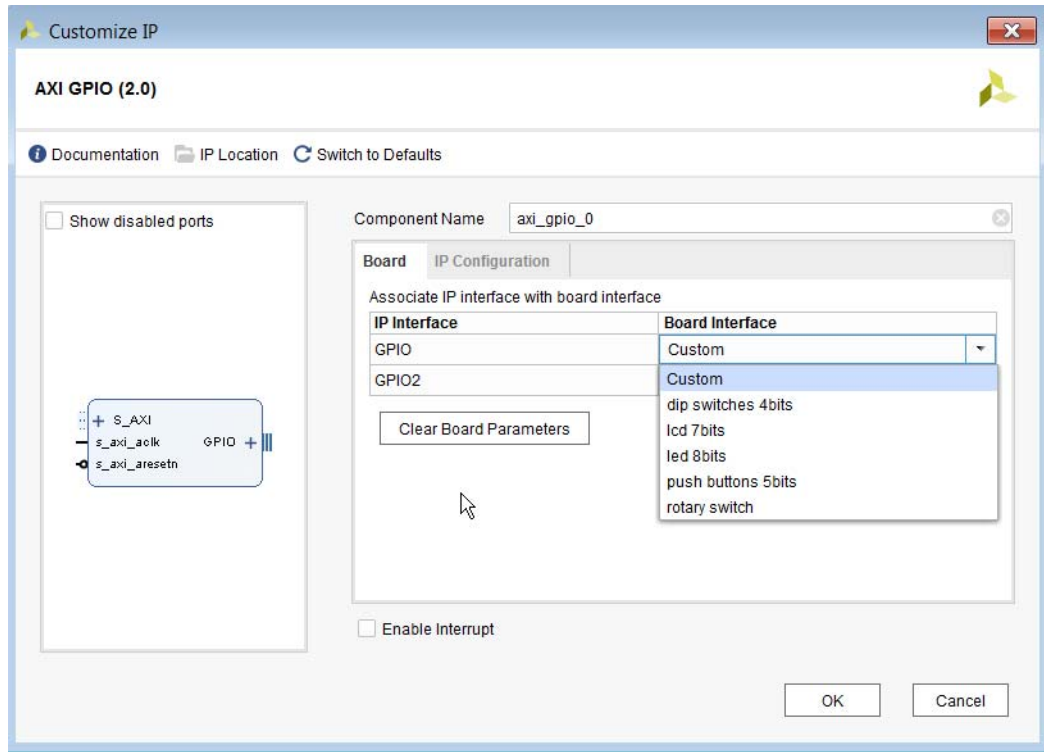 Customize IP
AXI GPIO (2.0)
Documentation IP Location Switch to Defaults
Show disabled ports
S_AXI
s_axi_aclk GPIO
s_axi_aresetn
Component Name axi_gpio_0
Board IP Configuration
Associate IP interface with board interface
IP Interface Board Interface
GPIO Custom
GPIO2
Custom
dip switches 4bits
lcd 7bits
led 8bits
push buttons 5bits
rotary switch
Clear Board Parameters
Enable Interrupt
OK Cancel